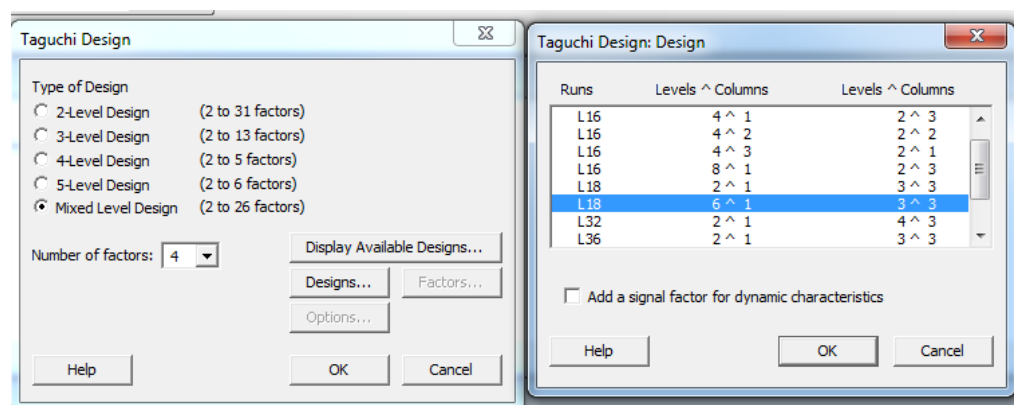 Taguchi Design
Type of Design
2-Level Design (2 to 31 factors)
3-Level Design (2 to 13 factors)
4-Level Design (2 to 5 factors)
5-Level Design (2 to 6 factors)
Mixed Level Design (2 to 26 factors)
Number of factors: 4
Display Available Designs...
Designs... Factors...
Options...
Help OK Cancel
Taguchi Design: Design
Runs Levels ^ Columns Levels ^ Columns
L16 4 ^ 1 2 ^ 3
L16 4 ^ 2 2 ^ 2
L16 4 ^ 3 2 ^ 1
L16 8 ^ 1 2 ^ 3
L18 2 ^ 1 3 ^ 3
L18 6 ^ 1 3 ^ 3
L32 2 ^ 1 4 ^ 3
L36 2 ^ 1 3 ^ 3
Add a signal factor for dynamic characteristics
Help OK Cancel